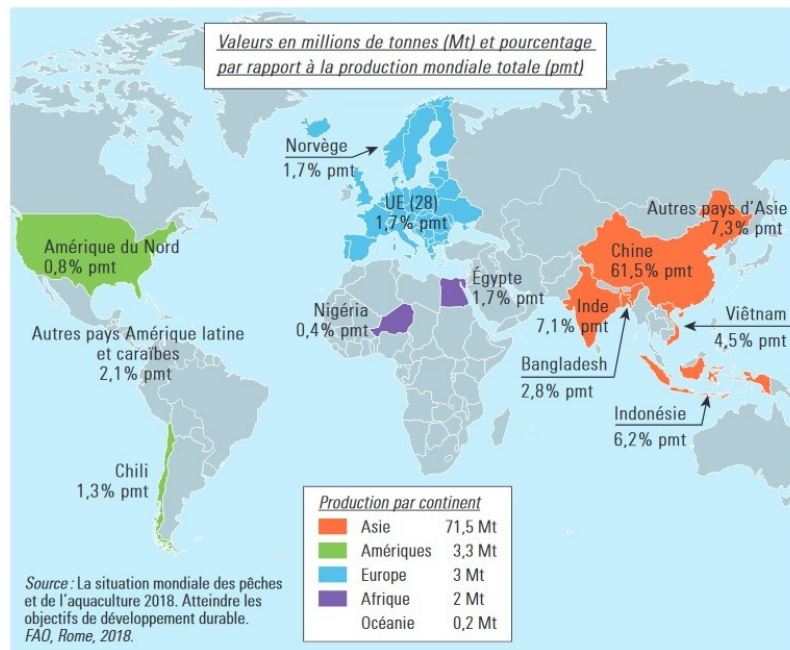 Valeurs en millions de tonnes (Mt) et pourcentage
par rapport à la production mondiale totale (pmt)
Norvège
1,7% pmt
UE (28)
1,7% pmt
Autres pays d'Asie
7,3% pmt
Amérique du Nord
0,8% pmt
Chine
61,5% pmt
Égypte
1,7% pmt
Nigéria
0,4% pmt
Inde
7,1% pmt
Viêtnam
4,5% pmt
Autres pays Amérique latine
et caraïbes
2,1% pmt
Bangladesh
2,8% pmt
Indonésie
6,2% pmt
Chili
1,3% pmt
Production par continent
Asie 71,5 Mt
Amériques 3,3 Mt
Europe 3 Mt
Afrique 2 Mt
Océanie 0,2 Mt
Source : La situation mondiale des pêches
et de l'aquaculture 2018. Atteindre les
objectifs de développement durable.
FAO, Rome, 2018.